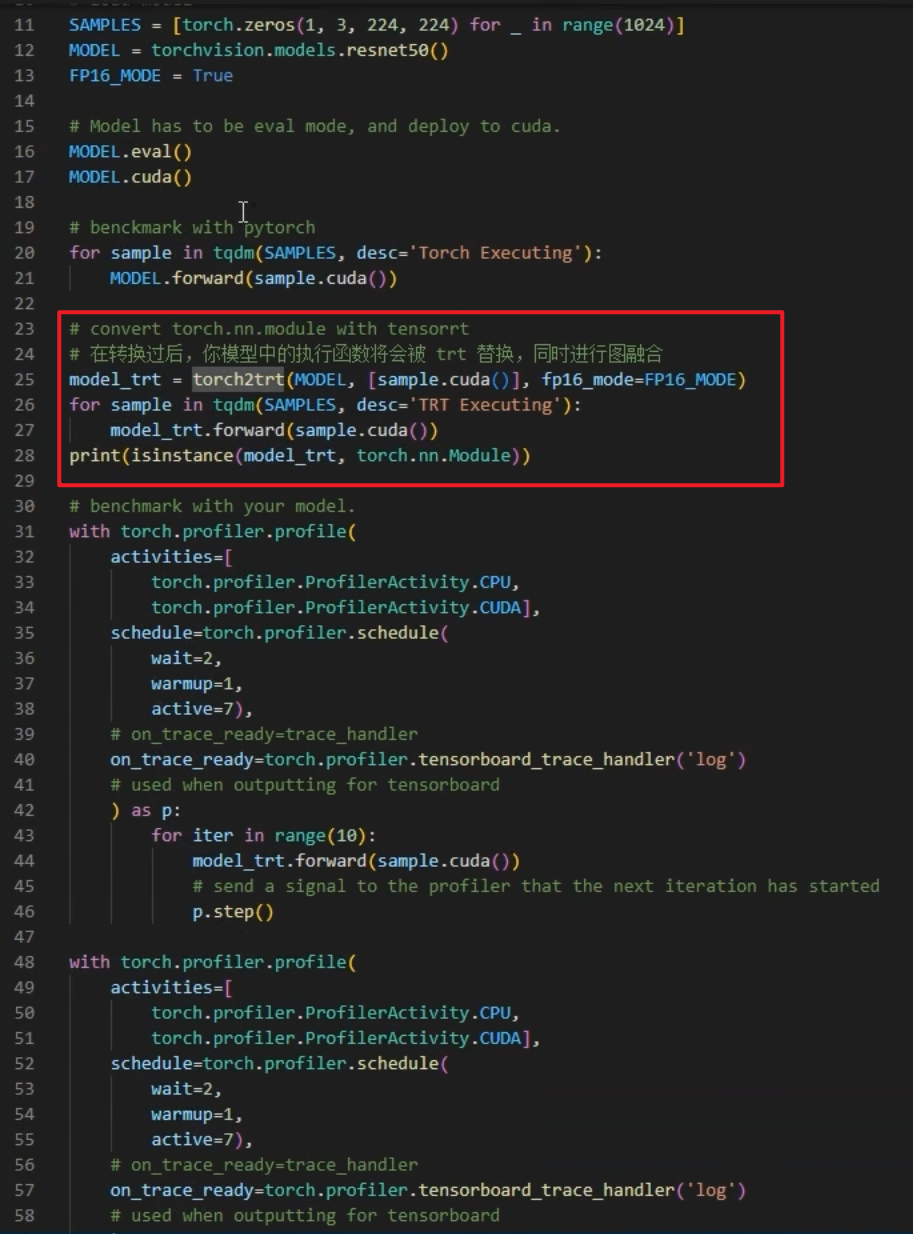 11 SAMPLES = [torch.zeros(1, 3, 224, 224) for _ in range(1024)]
12 MODEL = torchvision.models.resnet50()
13 FP16_MODE = True
14
15 # Model has to be eval mode, and deploy to cuda.
16 MODEL.eval()
17 MODEL.cuda()
18
19 # benckmark with pytorch
20 for sample in tqdm(SAMPLES, desc='Torch Executing'):
21 MODEL.forward(sample.cuda())
22
23 # convert torch.nn.module with tensorrt
24 # 在转换过后，你模型中的执行函数将会被 trt 替换，同时进行图融合
25 model_trt = torch2trt(MODEL, [sample.cuda()], fp16_mode=FP16_MODE)
26 for sample in tqdm(SAMPLES, desc='TRT Executing'):
27 model_trt.forward(sample.cuda())
28 print(isinstance(model_trt, torch.nn.Module))
29
30 # benchmark with your model.
31 with torch.profiler.profile(
32 activities=[
33 torch.profiler.ProfilerActivity.CPU,
34 torch.profiler.ProfilerActivity.CUDA],
35 schedule=torch.profiler.schedule(
36 wait=2,
37 warmup=1,
38 active=7),
39 # on_trace_ready=trace_handler
40 on_trace_ready=torch.profiler.tensorboard_trace_handler('log')
41 # used when outputting for tensorboard
42 ) as p:
43 for iter in range(10):
44 model_trt.forward(sample.cuda())
45 # send a signal to the profiler that the next iteration has started
46 p.step()
47
48 with torch.profiler.profile(
49 activities=[
50 torch.profiler.ProfilerActivity.CPU,
51 torch.profiler.ProfilerActivity.CUDA],
52 schedule=torch.profiler.schedule(
53 wait=2,
54 warmup=1,
55 active=7),
56 # on_trace_ready=trace_handler
57 on_trace_ready=torch.profiler.tensorboard_trace_handler('log')
58 # used when outputting for tensorboard